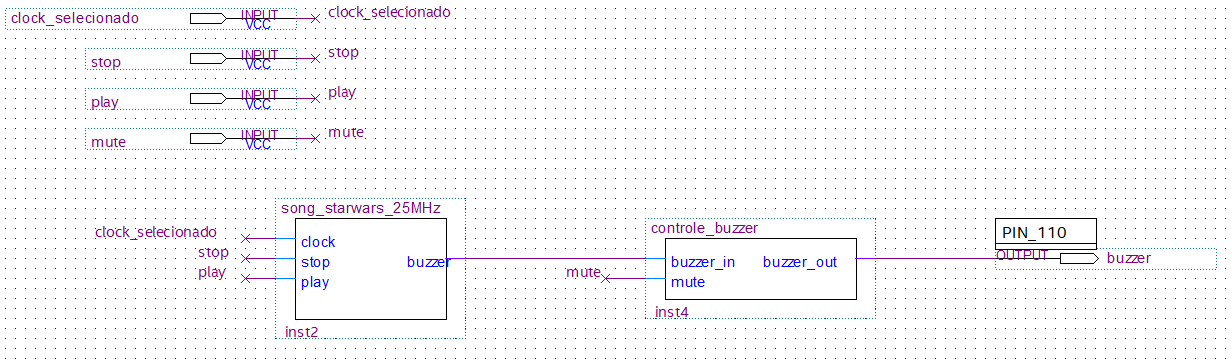 clock_selecionado INPUT VCC clock_selecionado
stop INPUT VCC stop
play INPUT VCC play
mute INPUT VCC mute
song_starwars_25MHz
clock_selecionado clock
stop stop buzzer
play play
inst2
controle_buzzer
buzzer_in buzzer_out
mute mute
inst4
PIN_110
OUTPUT buzzer